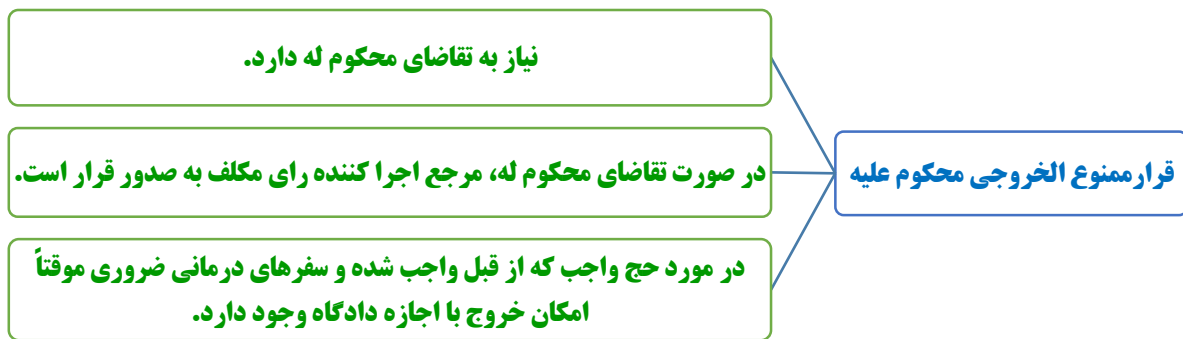 قرارممنوع الخروجی محکوم علیه
نیاز به تقاضای محکوم له دارد.
در صورت تقاضای محکوم له، مرجع اجرا کننده رای مکلف به صدور قرار است.
در مورد حج واجب که از قبل واجب شده و سفرهای درمانی ضروری موقتاً
امکان خروج با اجازه دادگاه وجود دارد.